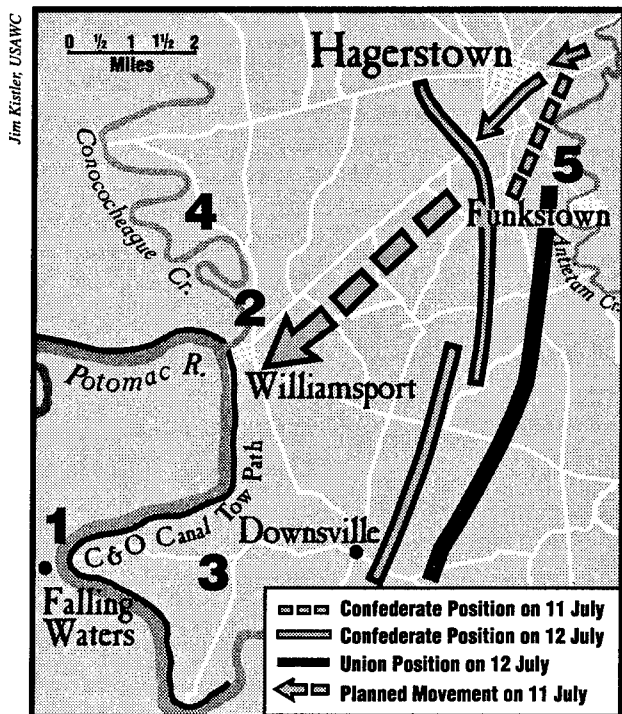 Jim Kistler, USAWC
0 ½ 1 1½ 2
Miles
Hagerstown
Conococheague Cr.
4
5
Funkstown
Antietam Cr.
2
Potomac R.
Williamsport
C&O Canal Tow Path
1
Downsville
3
Falling
Waters
Confederate Position on 11 July
Confederate Position on 12 July
Union Position on 12 July
Planned Movement on 11 July